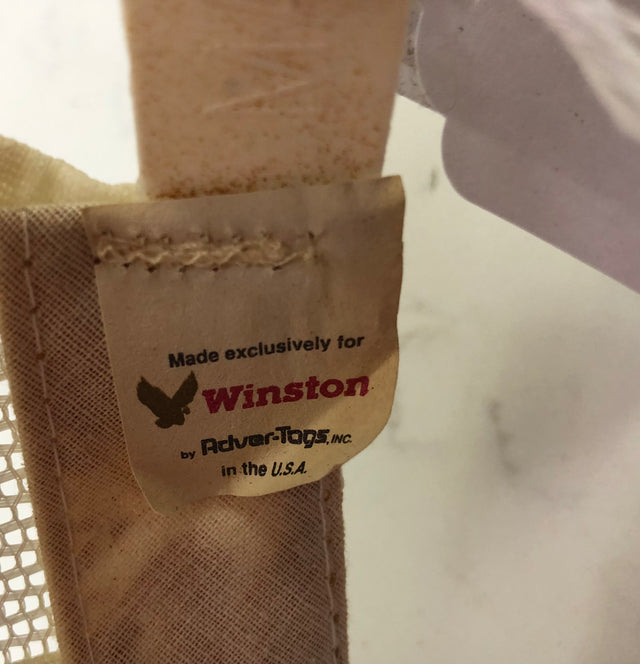 Made exclusively for
Winston
by Adver-Togs, INC.
in the U.S.A.